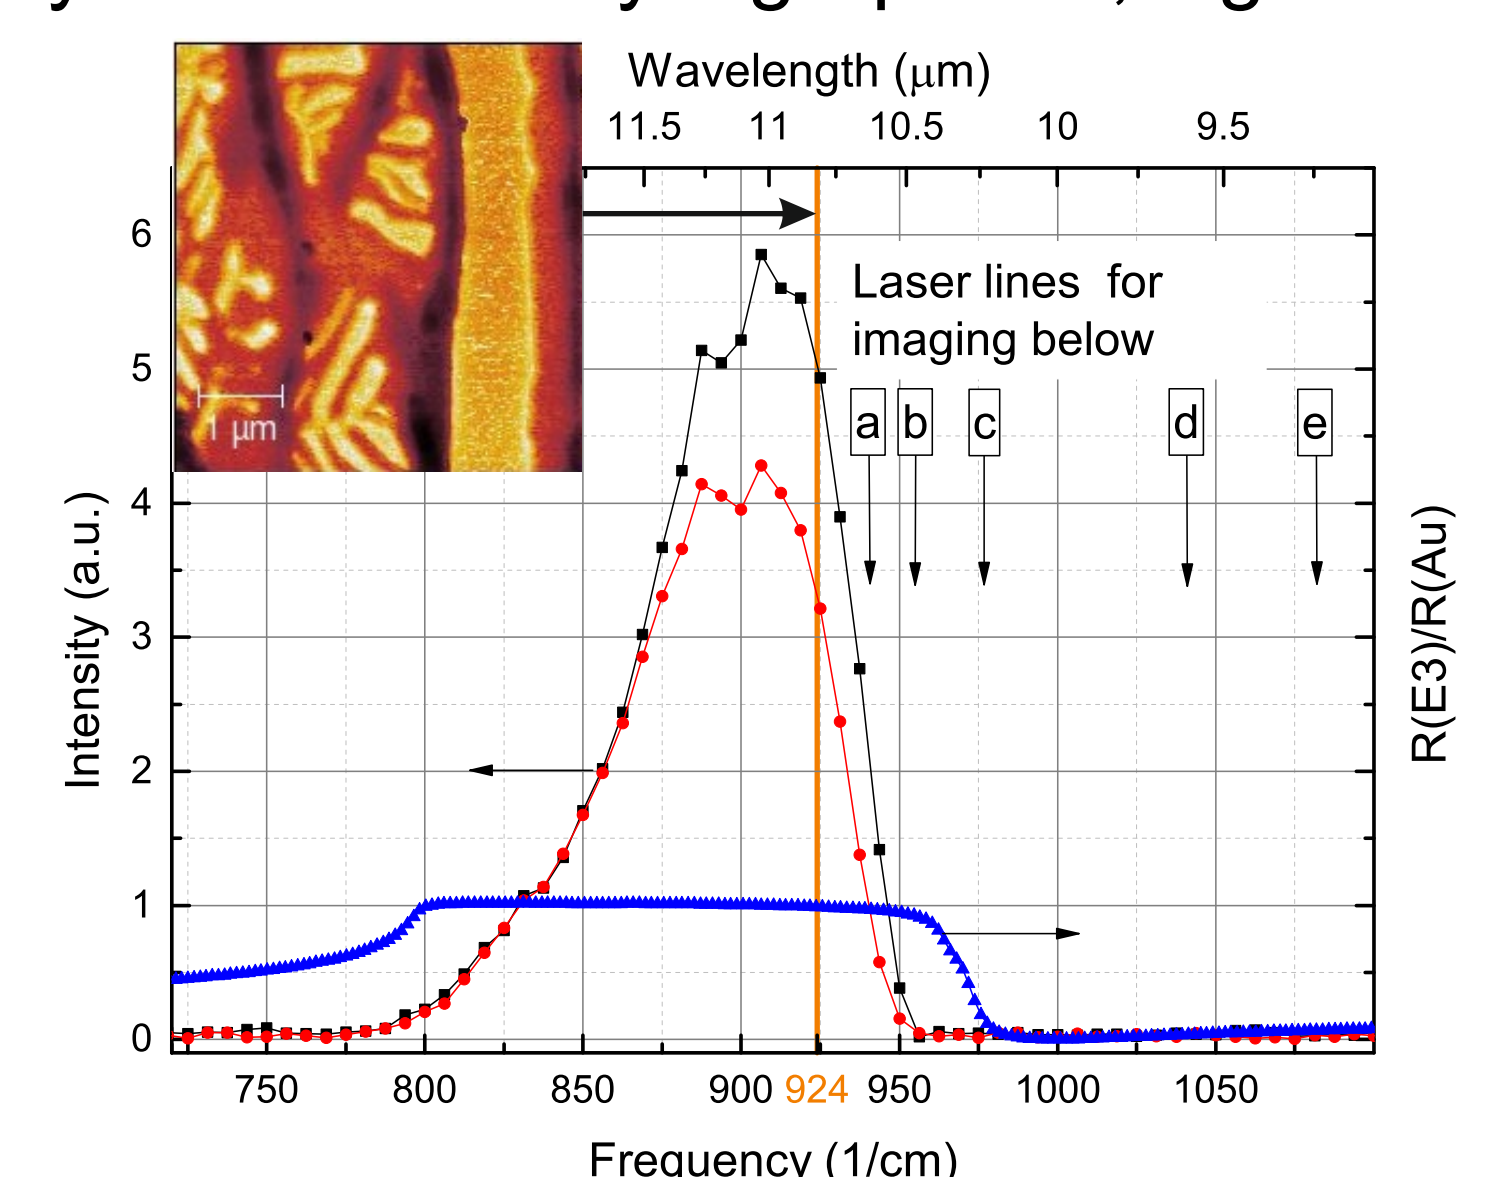 Wavelength (μm)
11.5 11 10.5 10 9.5
1 μm
Laser lines for
imaging below
a b c d e
6
5
4
3
2
1
0
Intensity (a.u.)
R(E3)/R(Au)
750 800 850 900 924 950 1000 1050
Frequency (1/cm)